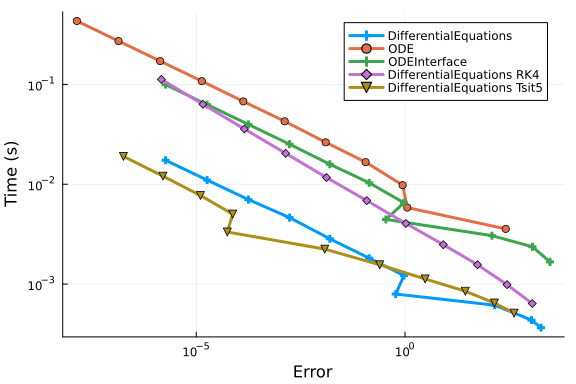 DifferentialEquations
ODE
ODEInterface
DifferentialEquations RK4
DifferentialEquations Tsit5
Time (s)
10⁻¹
10⁻²
10⁻³
10⁻⁵
10⁰
Error